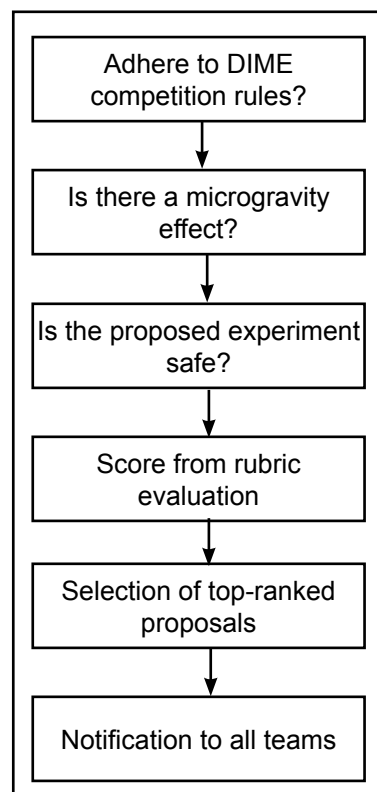 Adhere to DIME
competition rules?
Is there a microgravity
effect?
Is the proposed experiment
safe?
Score from rubric
evaluation
Selection of top-ranked
proposals
Notification to all teams